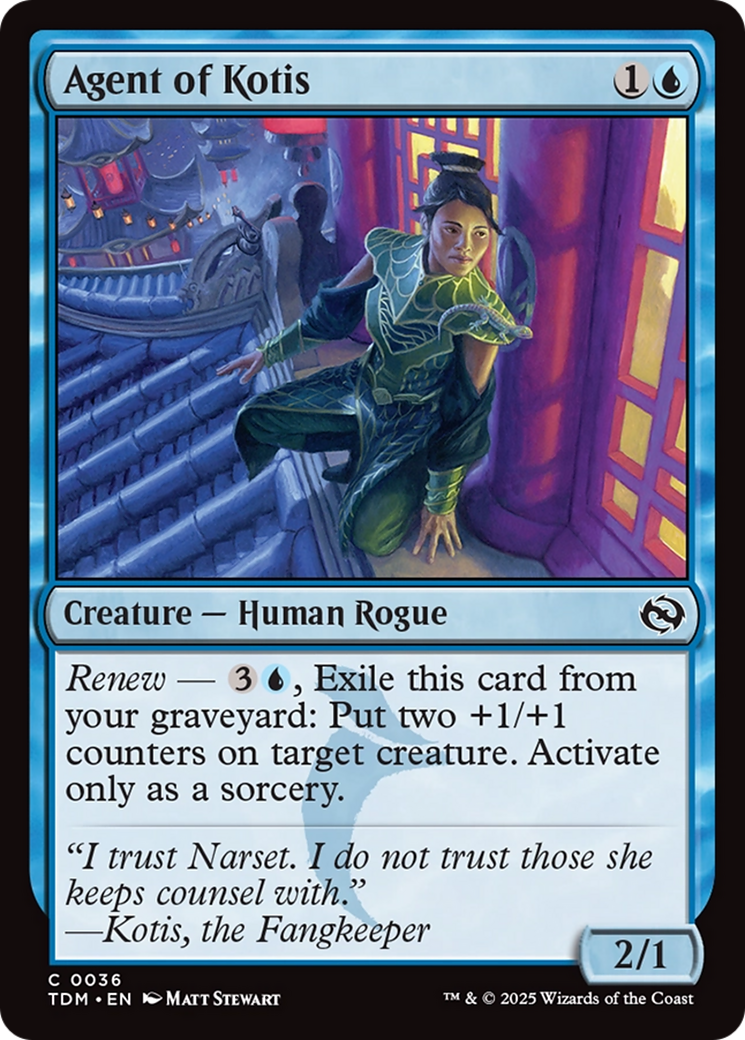 Agent of Kotis 1
Creature — Human Rogue
Renew — 3, Exile this card from
your graveyard: Put two +1/+1
counters on target creature. Activate
only as a sorcery.
“I trust Narset. I do not trust those she
keeps counsel with.”
—Kotis, the Fangkeeper
2/1
C 0036
TDM • EN Matt Stewart
™ & © 2025 Wizards of the Coast